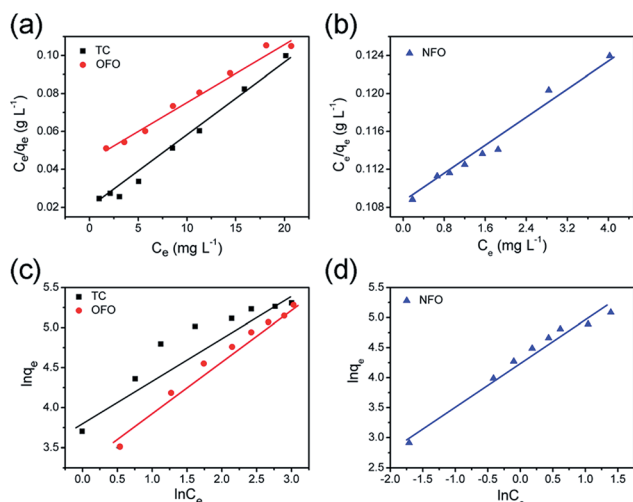 (a)
TC
OFO
Ce/qe (g L⁻¹)
0.10
0.08
0.06
0.04
0.02
0
5
10
15
20
Ce (mg L⁻¹)
(b)
NFO
Ce/qe (g L⁻¹)
0.124
0.120
0.116
0.112
0.108
0.0
0.8
1.6
2.4
3.2
4.0
Ce (mg L⁻¹)
(c)
TC
OFO
lnqe
5.5
5.0
4.5
4.0
3.5
0.0
0.5
1.0
1.5
2.0
2.5
3.0
lnCe
(d)
NFO
lnqe
5.5
5.0
4.5
4.0
3.5
3.0
2.5
2.0
-2.0
-1.5
-1.0
-0.5
0.0
0.5
1.0
1.5
lnCe